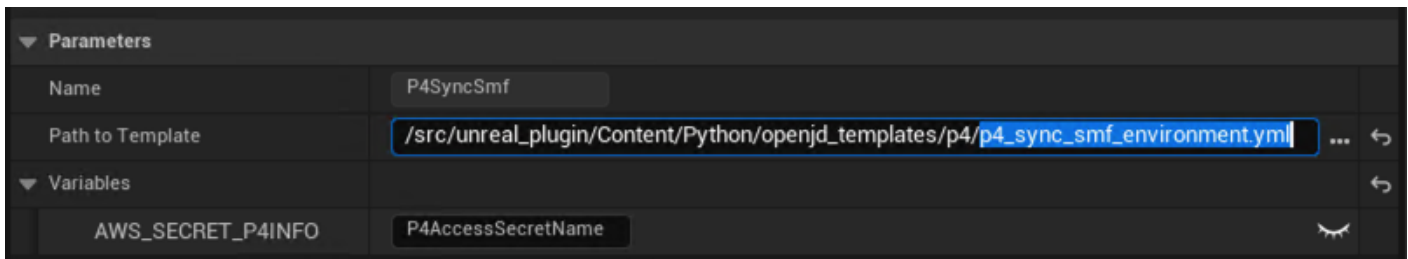 Parameters
Name P4SyncSmf
Path to Template /src/unreal_plugin/Content/Python/openjd_templates/p4/p4_sync_smf_environment.yml ...
Variables
AWS_SECRET_P4INFO P4AccessSecretName